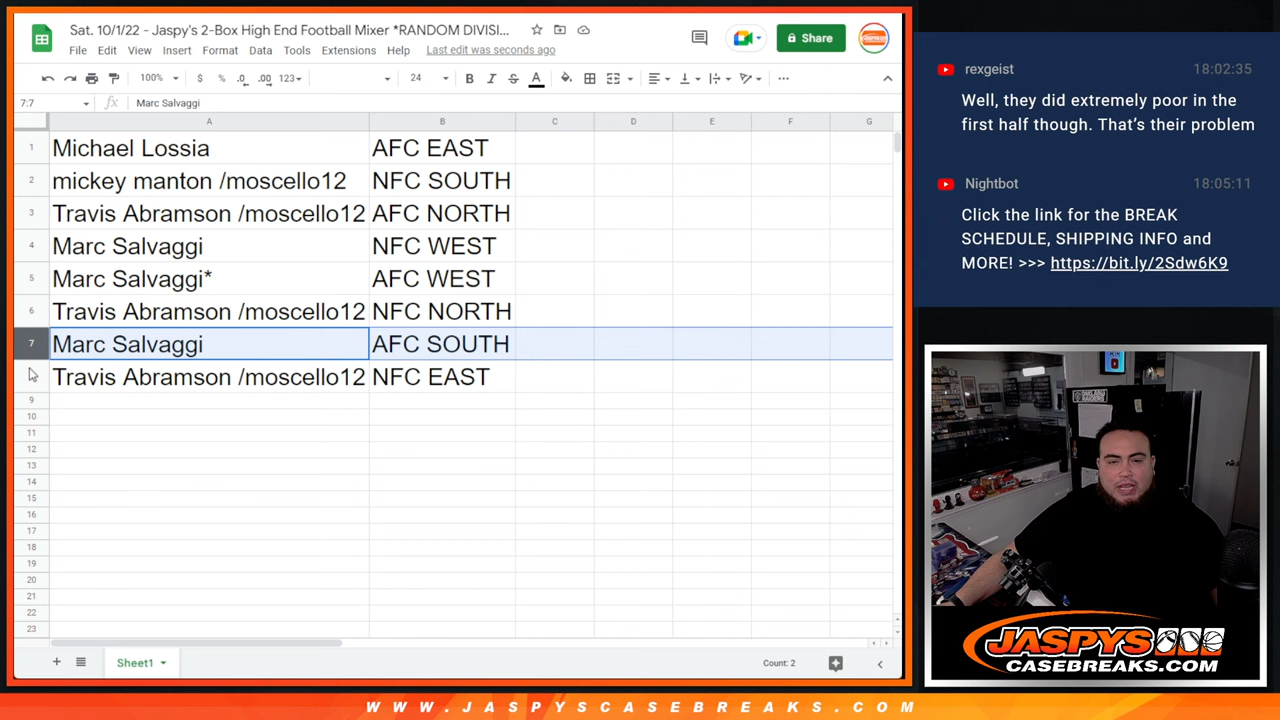 Sat. 10/1/22 - Jaspy's 2-Box High End Football Mixer *RANDOM DIVISI...
File Edit View Insert Format Data Tools Extensions Help Last edit was seconds ago
Share
100% $ % .0 .00 123 24 B I S A
7:7 fx Marc Salvaggi
A B C D E F G
1 Michael Lossia AFC EAST
2 mickey manton /moscello12 NFC SOUTH
3 Travis Abramson /moscello12 AFC NORTH
4 Marc Salvaggi NFC WEST
5 Marc Salvaggi* AFC WEST
6 Travis Abramson /moscello12 NFC NORTH
7 Marc Salvaggi AFC SOUTH
Travis Abramson /moscello12 NFC EAST
9
10
11
12
13
14
15
16
17
18
19
20
21
22
23
Sheet1
Count: 2
rexgeist 18:02:35
Well, they did extremely poor in the
first half though. That's their problem
Nightbot 18:05:11
Click the link for the BREAK
SCHEDULE, SHIPPING INFO and
MORE! >>> https://bit.ly/2Sdw6K9
JASPYS
CASEBREAKS.COM
WWW.JASPYSCASEBREAKS.COM